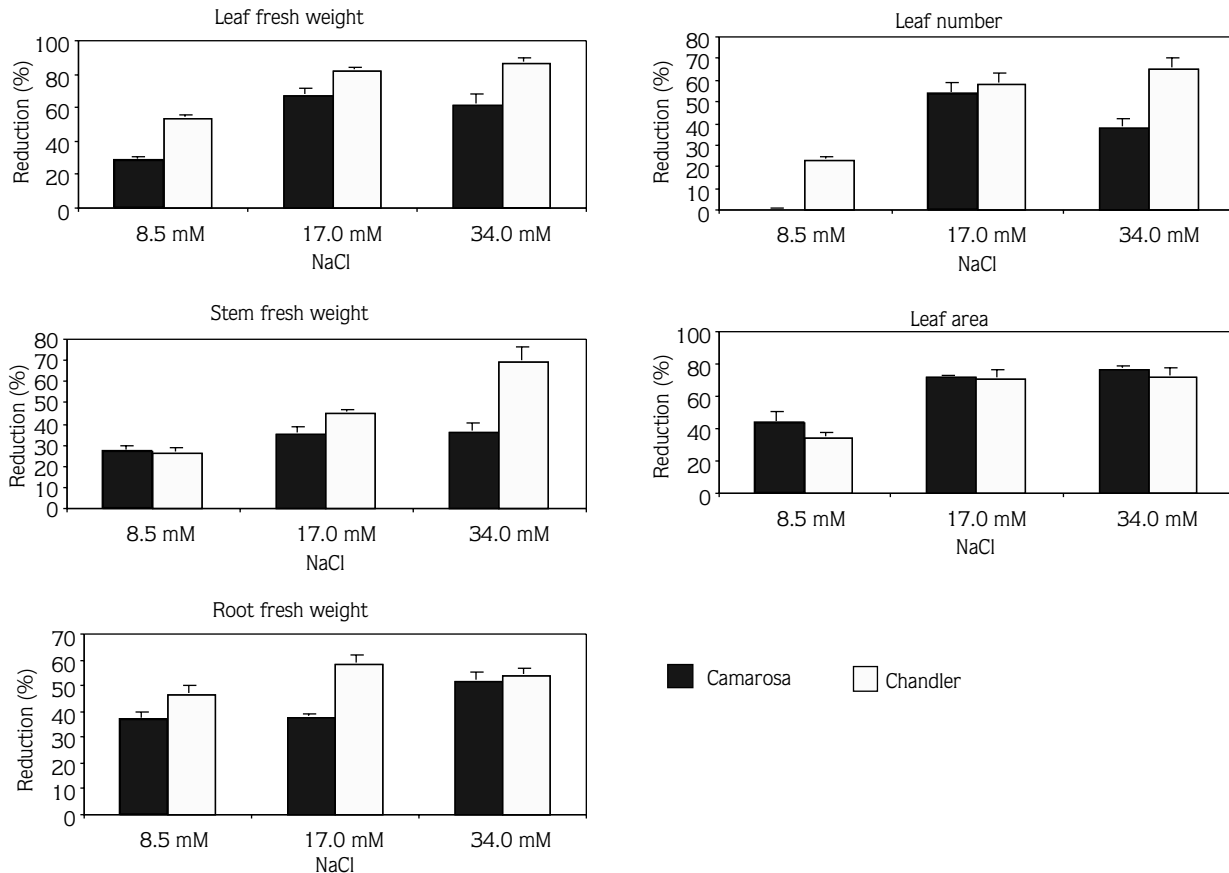 Leaf fresh weight
Reduction (%)
100
80
60
40
20
0
8.5 mM 17.0 mM 34.0 mM
NaCl
Leaf number
Reduction (%)
80
70
60
50
40
30
20
10
0
8.5 mM 17.0 mM 34.0 mM
NaCl
Stem fresh weight
Reduction (%)
80
70
60
50
40
30
20
10
0
8.5 mM 17.0 mM 34.0 mM
NaCl
Leaf area
Reduction (%)
100
80
60
40
20
0
8.5 mM 17.0 mM 34.0 mM
NaCl
Root fresh weight
Reduction (%)
70
60
50
40
30
20
10
0
8.5 mM 17.0 mM 34.0 mM
NaCl
Camarosa Chandler